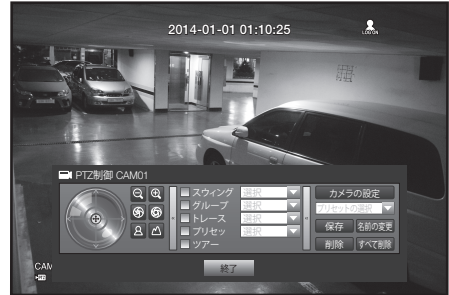 2014-01-01 01:10:25
LOG ON
PTZ制御 CAM01
スウィング 選択
グループ 選択
トレース 選択
プリセッ 選択
ツアー
カメラの設定
プリセットの選択
保存 名前の変更
削除 すべて削除
CAM
終了